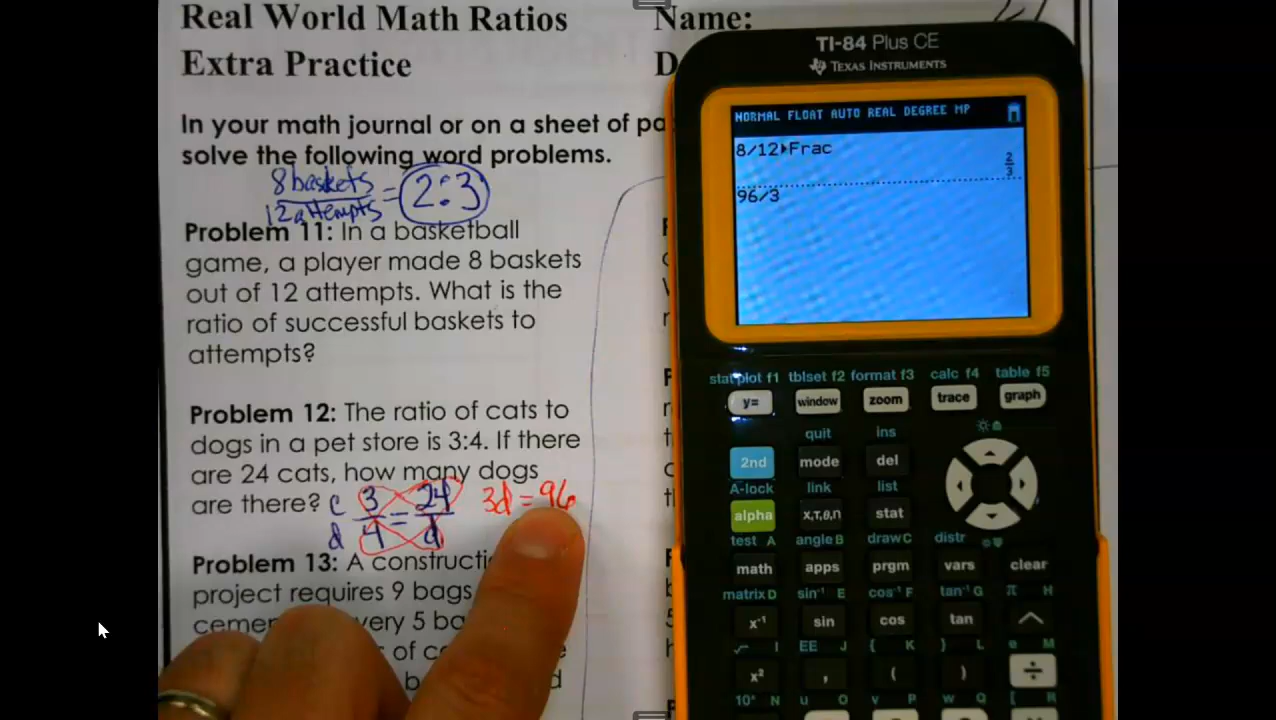 Real World Math Ratios
Extra Practice
Name:
D
In your math journal or on a sheet of pa
solve the following word problems.
8 baskets
12 attempts
= 2:3
Problem 11: In a basketball
game, a player made 8 baskets
out of 12 attempts. What is the
ratio of successful baskets to
attempts?
Problem 12: The ratio of cats to
dogs in a pet store is 3:4. If there
are 24 cats, how many dogs
are there?
c 3 = 24
d 4 d
3d = 96
Problem 13: A constructi
project requires 9 bags
cemen very 5 ba
of c
b d
TI-84 Plus CE
TEXAS INSTRUMENTS
NORMAL FLOAT AUTO REAL DEGREE MP
8/12▸Frac
2
3
96/3
stat plot f1 tblset f2 format f3 calc f4 table f5
y= window zoom trace graph
quit ins
2nd mode del
A-lock link list
alpha X,T,θ,n stat
test A angle B draw C distr
math apps prgm vars clear
matrix D sin⁻¹ E cos⁻¹ F tan⁻¹ G π H
x⁻¹ sin cos tan ^
√ I EE J { K } L e M
x² , ( ) ÷
10ˣ N u O v P w Q [ R